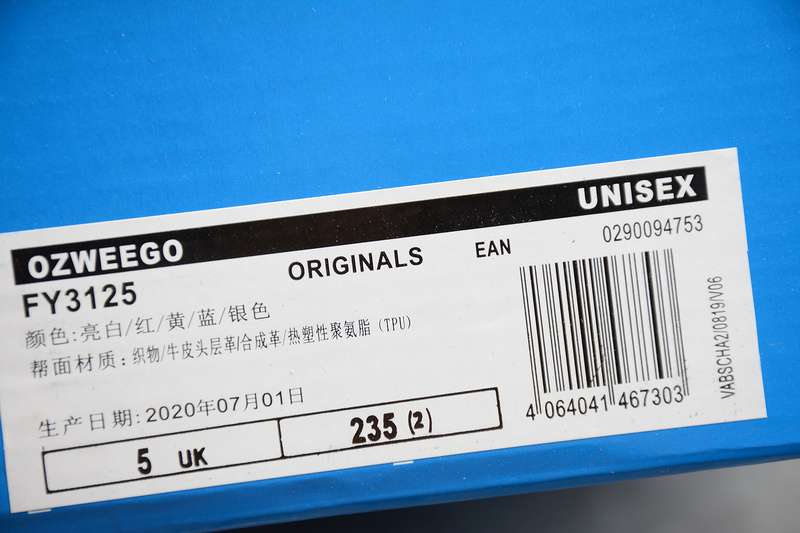 OZWEEGO
UNISEX
FY3125
ORIGINALS
EAN
0290094753
颜色:亮白/红/黄/蓝/银色
帮面材质:织物/牛皮头层革/合成革/热塑性聚氨脂(TPU)
生产日期:2020年07月01日
5 UK
235 (2)
4 064041 467303
VABSCHA2/0819/V06